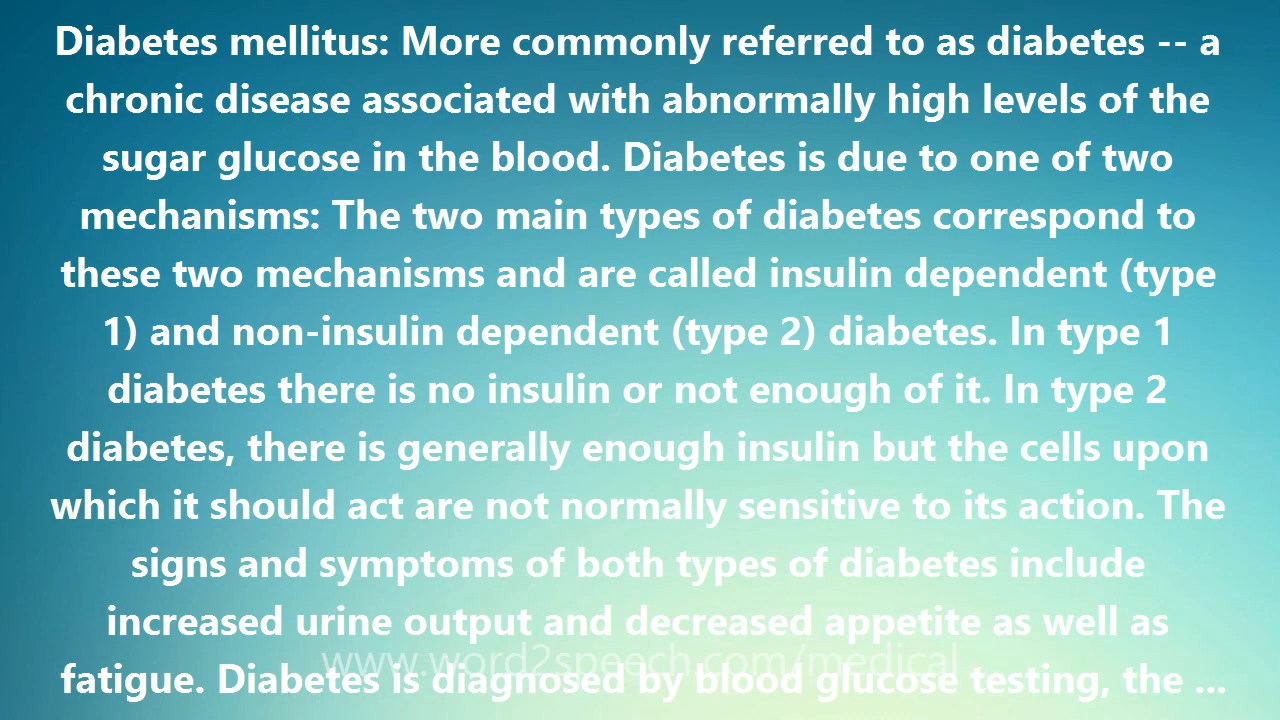 Diabetes mellitus: More commonly referred to as diabetes -- a
chronic disease associated with abnormally high levels of the
sugar glucose in the blood. Diabetes is due to one of two
mechanisms: The two main types of diabetes correspond to
these two mechanisms and are called insulin dependent (type
1) and non-insulin dependent (type 2) diabetes. In type 1
diabetes there is no insulin or not enough of it. In type 2
diabetes, there is generally enough insulin but the cells upon
which it should act are not normally sensitive to its action. The
signs and symptoms of both types of diabetes include
increased urine output and decreased appetite as well as
fatigue. Diabetes is diagnosed by blood glucose testing, the ...
www.word2speech.com/medical